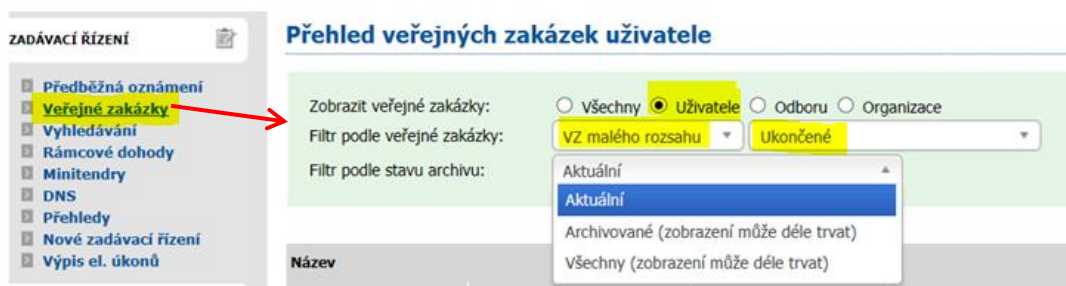 ZADÁVACÍ ŘÍZENÍ
Předběžná oznámení
Veřejné zakázky
Vyhledávání
Rámcové dohody
Minitendry
DNS
Přehledy
Nové zadávací řízení
Výpis el. úkonů
Přehled veřejných zakázek uživatele
Zobrazit veřejné zakázky: Všechny Uživatele Odboru Organizace
Filtr podle veřejné zakázky: VZ malého rozsahu Ukončené
Filtr podle stavu archivu: Aktuální
Aktuální
Archivované (zobrazení může déle trvat)
Všechny (zobrazení může déle trvat)
Název